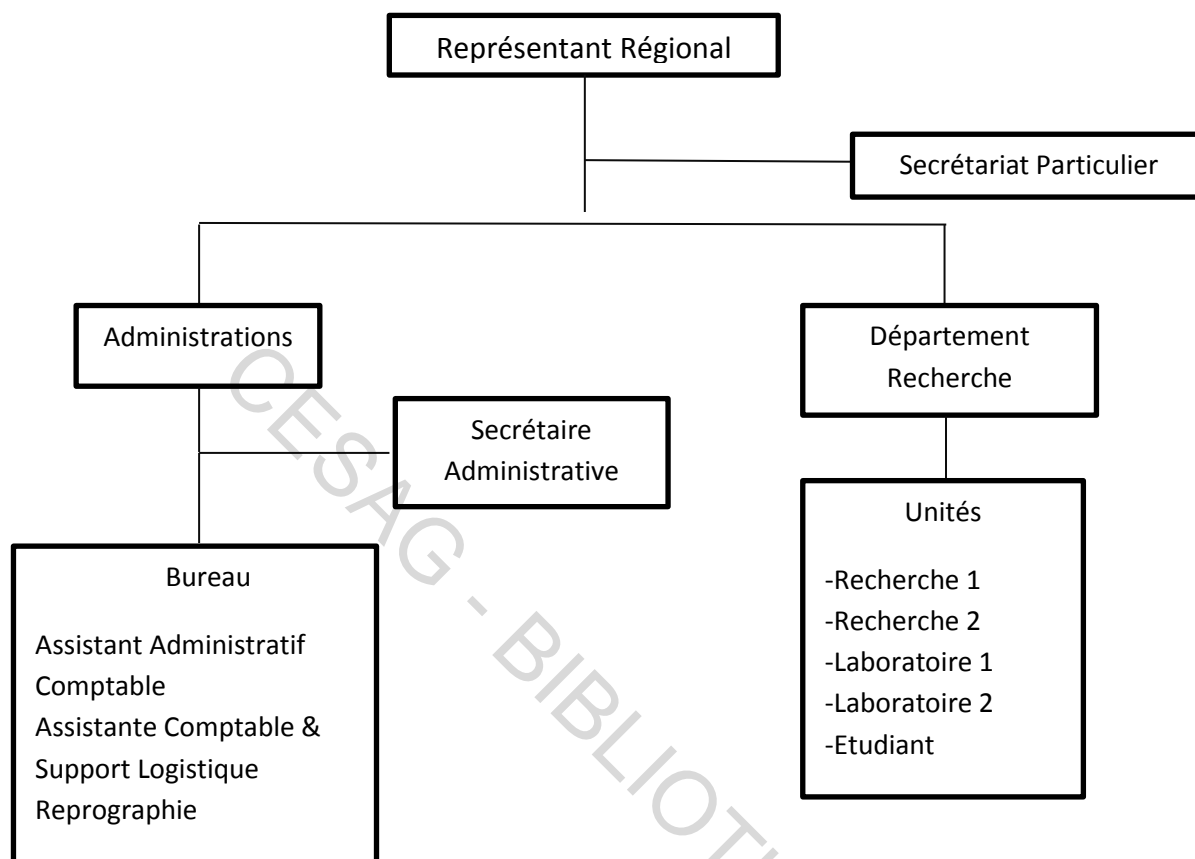 Représentant Régional
Secrétariat Particulier
Administrations
Département
Recherche
Secrétaire
Administrative
Unités
-Recherche 1
-Recherche 2
-Laboratoire 1
-Laboratoire 2
-Etudiant
Bureau
Assistant Administratif
Comptable
Assistante Comptable &
Support Logistique
Reprographie
CESAG - BIBLIOT